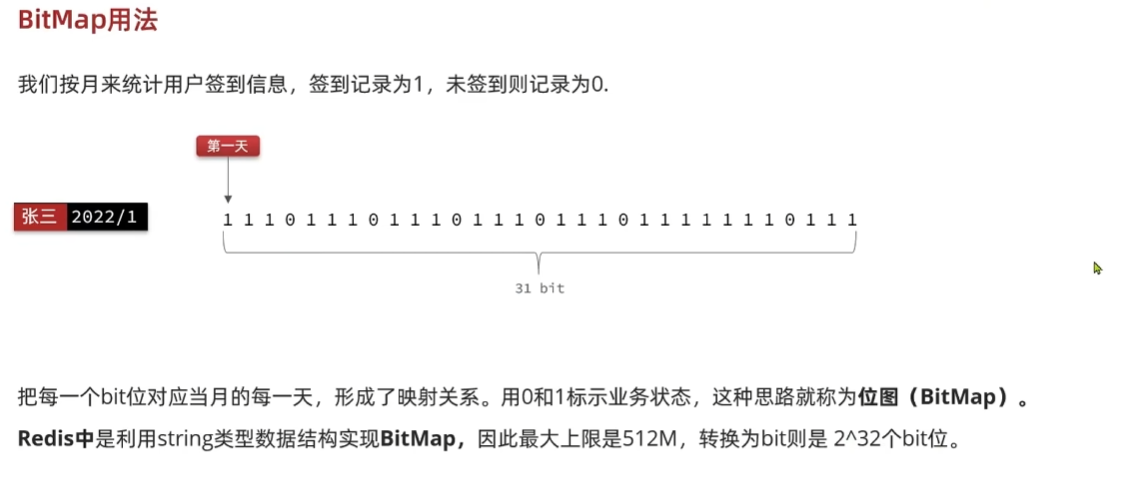 BitMap用法
我们按月来统计用户签到信息，签到记录为1，未签到则记录为0.
第一天
张三 2022/1
1 1 1 0 1 1 1 0 1 1 1 0 1 1 1 0 1 1 1 0 1 1 1 1 1 1 1 0 1 1 1
31 bit
把每一个bit位对应当月的每一天，形成了映射关系。用0和1标示业务状态，这种思路就称为位图（BitMap）。
Redis中是利用string类型数据结构实现BitMap，因此最大上限是512M，转换为bit则是 2^32个bit位。